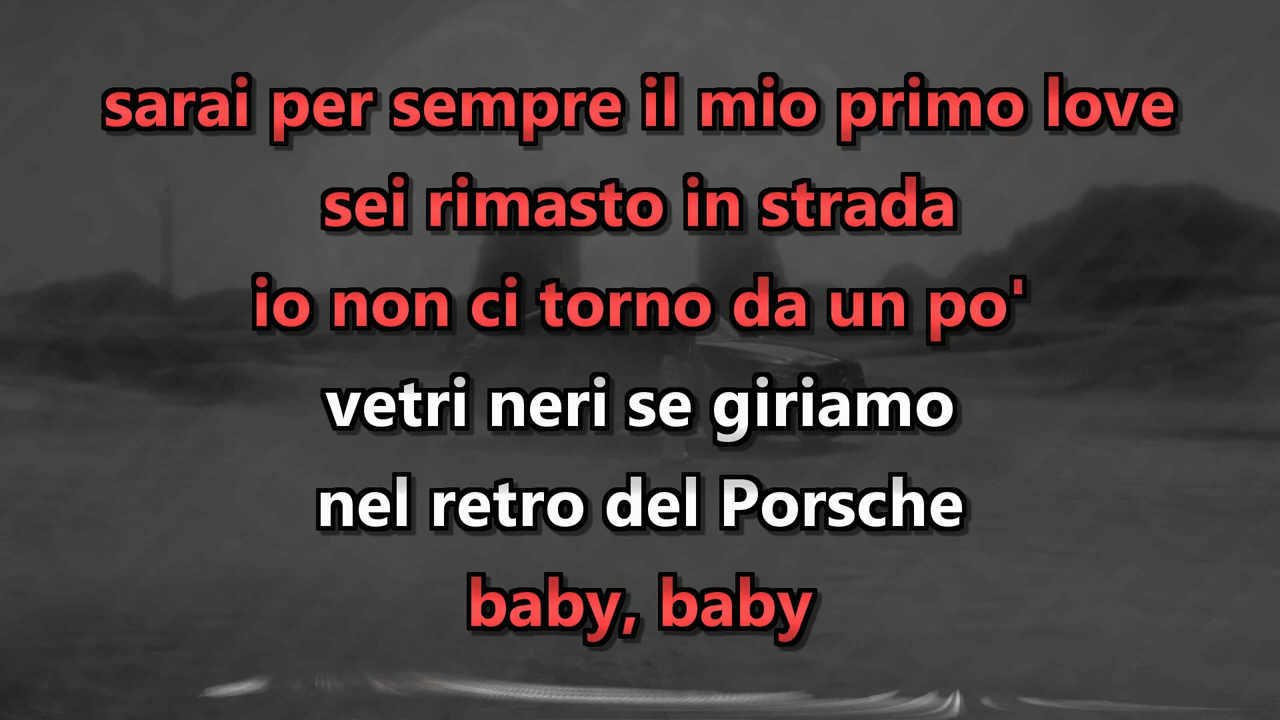 sarai per sempre il mio primo love
sei rimasto in strada
io non ci torno da un po'
vetri neri se giriamo
nel retro del Porsche
baby, baby